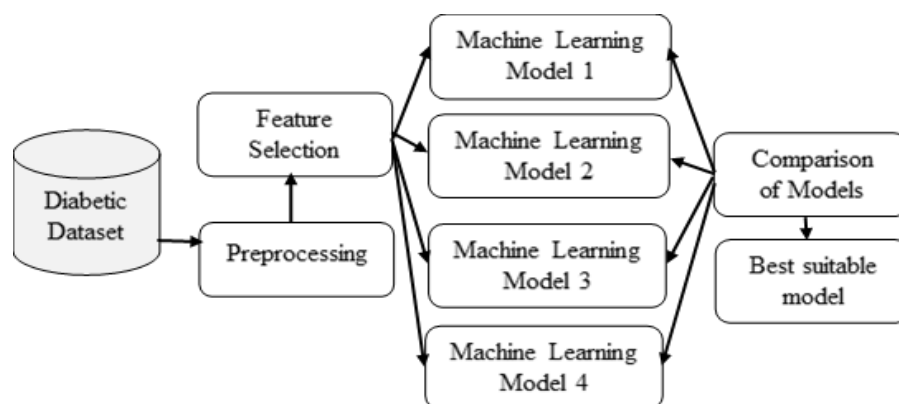 Diabetic
Dataset
Preprocessing
Feature
Selection
Machine Learning
Model 1
Machine Learning
Model 2
Machine Learning
Model 3
Machine Learning
Model 4
Comparison
of Models
Best suitable
model